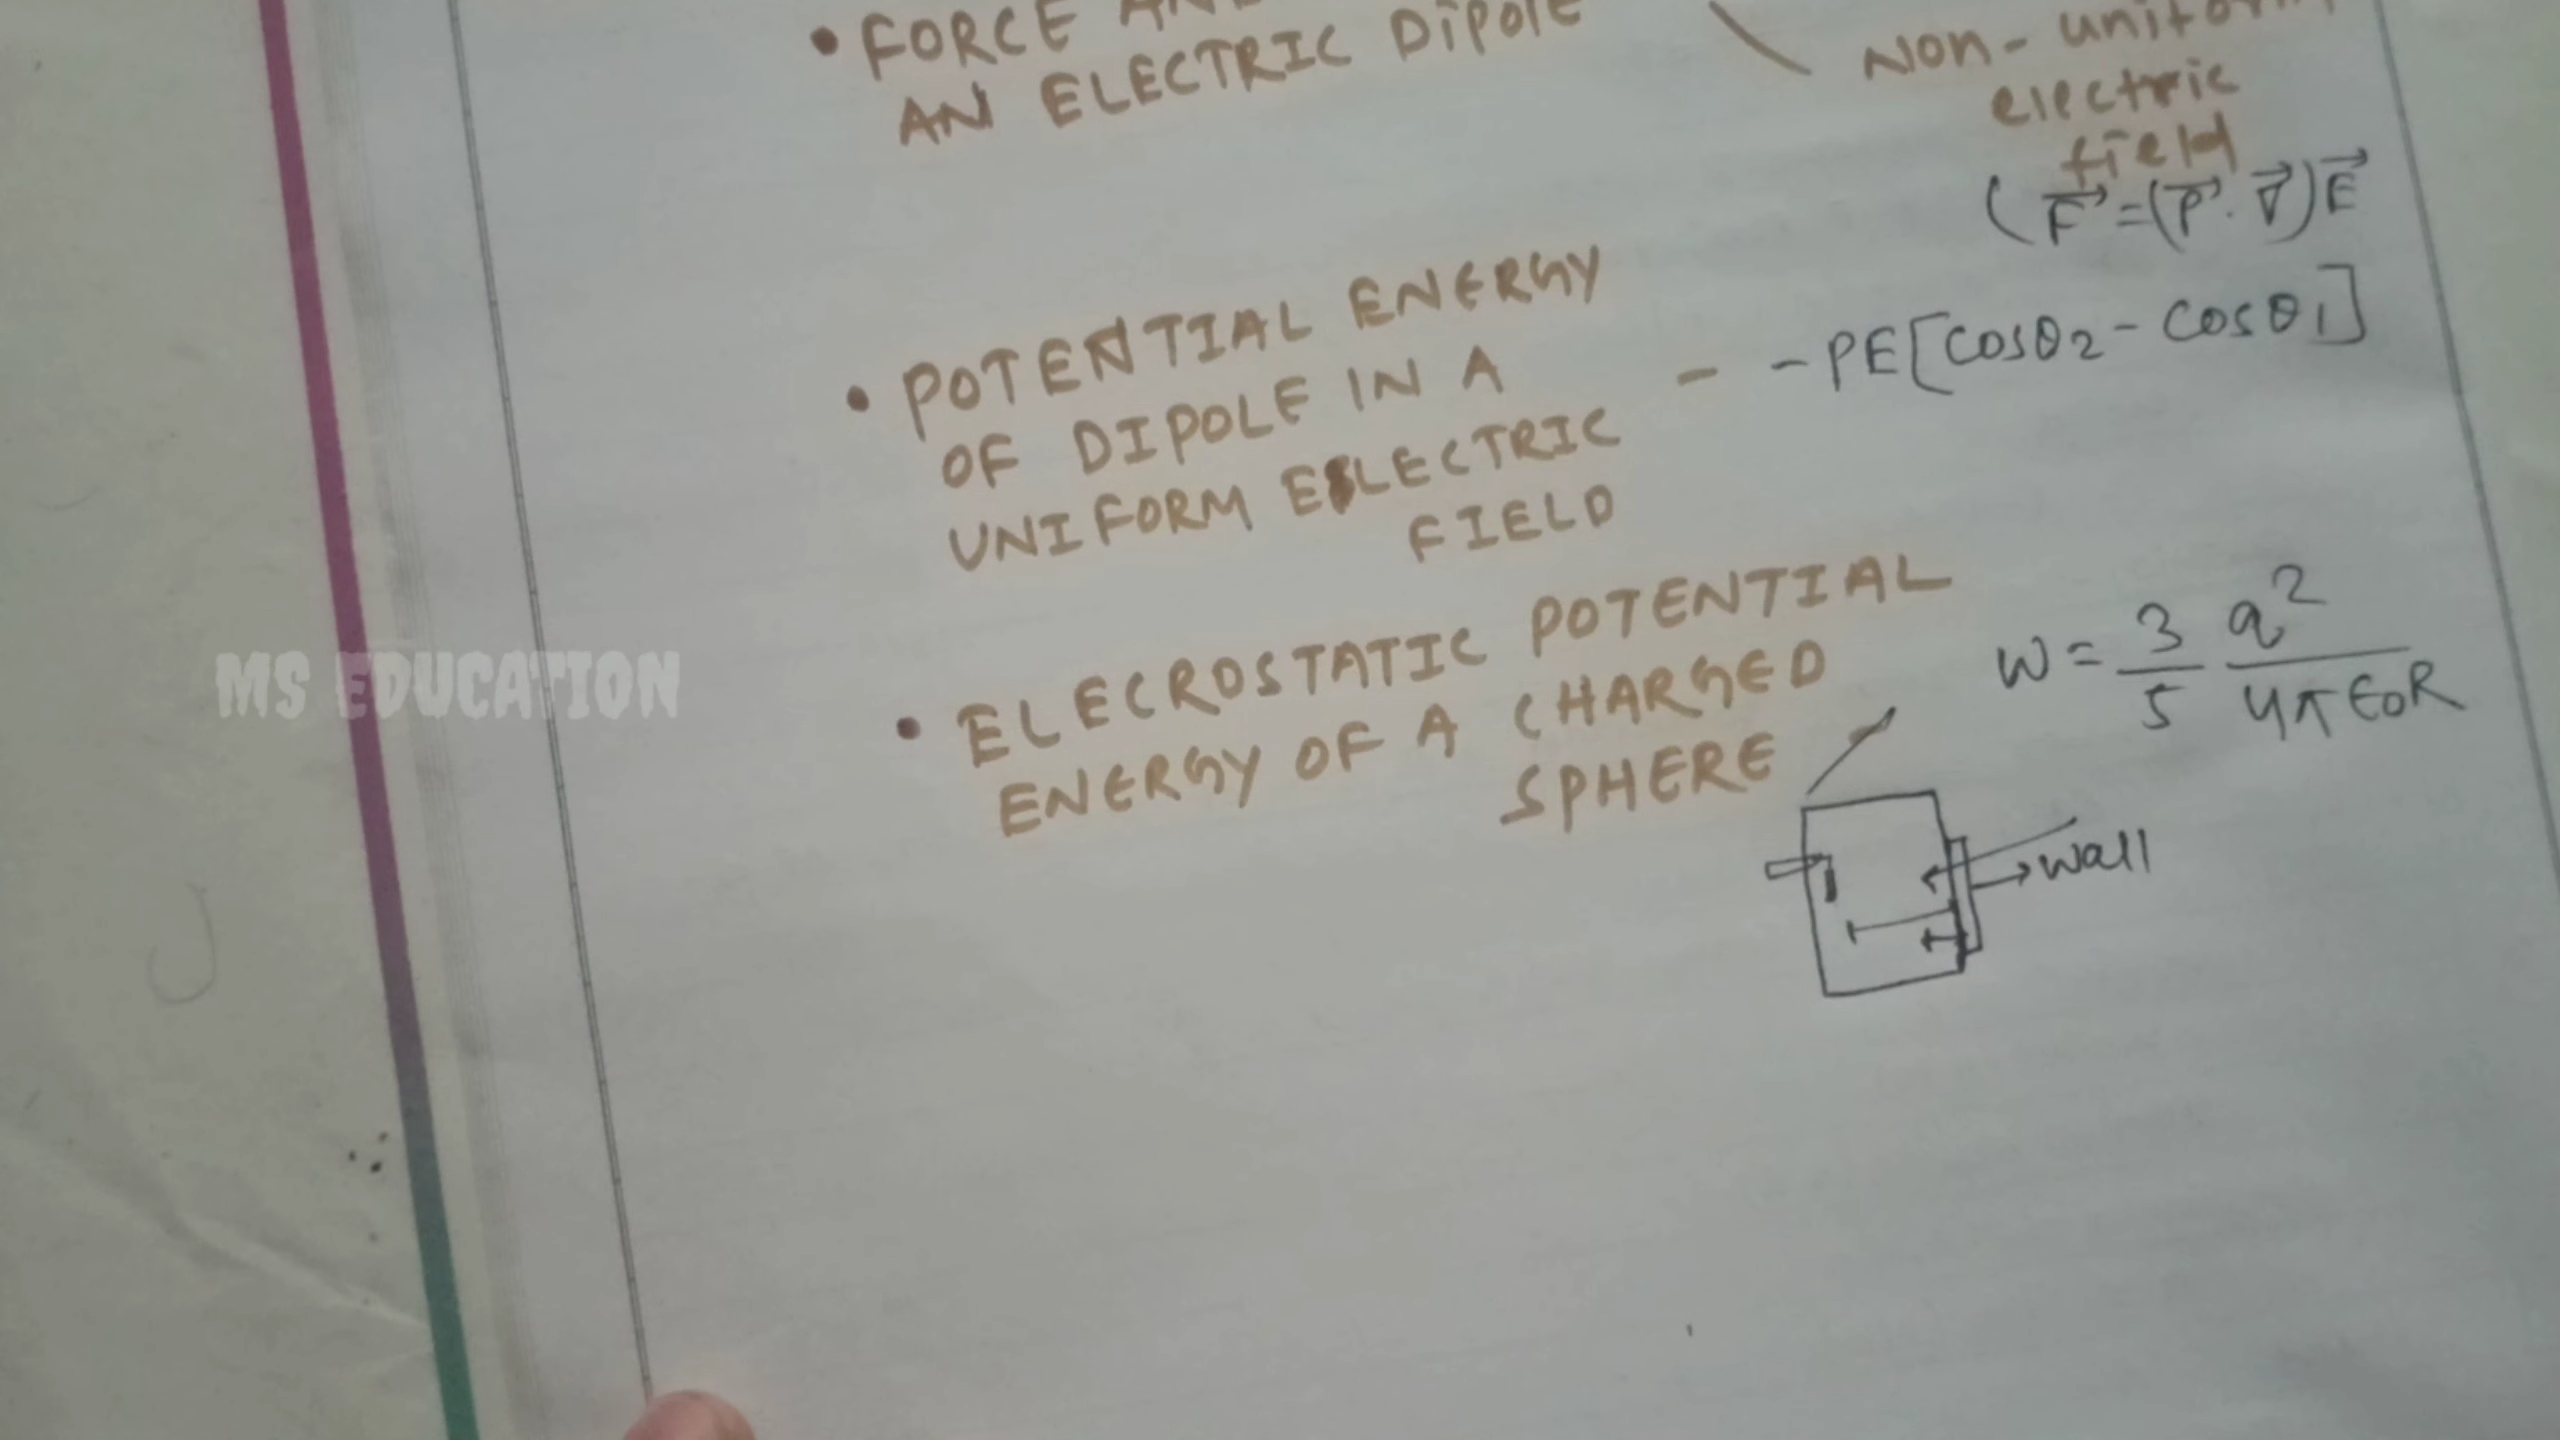 • FORCE
AN ELECTRIC Dipole
Non-uniform
electric
field
(F⃗ = (P⃗ . ∇⃗)E⃗
• POTENTIAL ENERGY
OF DIPOLE IN A
UNIFORM ELECTRIC
FIELD
- -PE[cosθ2 - cosθ1]
• ELECROSTATIC POTENTIAL
ENERGY OF A CHARGED
SPHERE
W = 3/5 q²/4πε0R
wall
MS EDUCATION